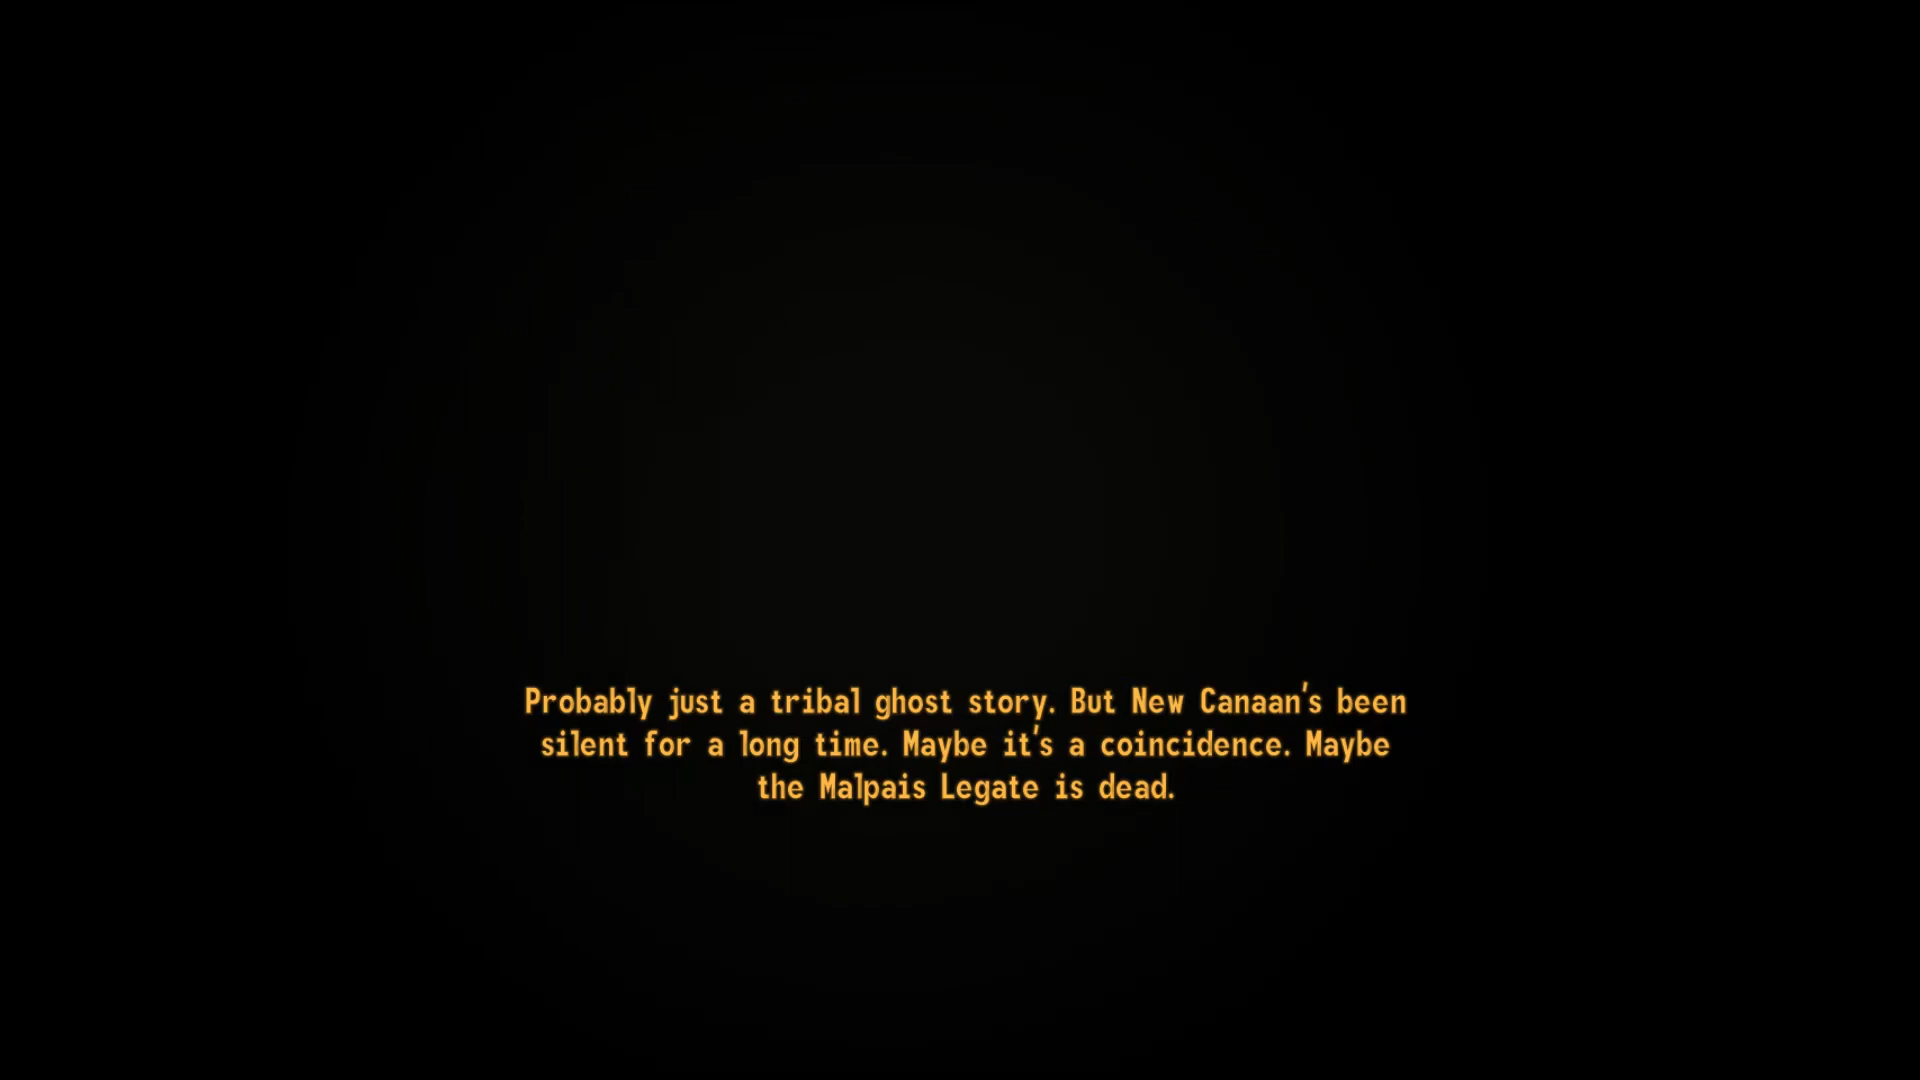 Probably just a tribal ghost story. But New Canaan's been
silent for a long time. Maybe it's a coincidence. Maybe
the Malpais Legate is dead.